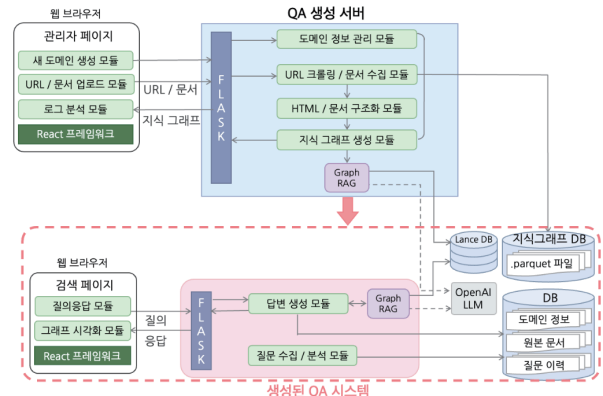 웹 브라우저
관리자 페이지
새 도메인 생성 모듈
URL / 문서 업로드 모듈
로그 분석 모듈
React 프레임워크
URL / 문서
지식 그래프
QA 생성 서버
FLASK
도메인 정보 관리 모듈
URL 크롤링 / 문서 수집 모듈
HTML / 문서 구조화 모듈
지식 그래프 생성 모듈
Graph
RAG
Lance DB
지식그래프 DB
.parquet 파일
OpenAI
LLM
DB
도메인 정보
원본 문서
질문 이력
웹 브라우저
검색 페이지
질의응답 모듈
그래프 시각화 모듈
React 프레임워크
질의
응답
FLASK
답변 생성 모듈
Graph
RAG
질문 수집 / 분석 모듈
생성된 QA 시스템